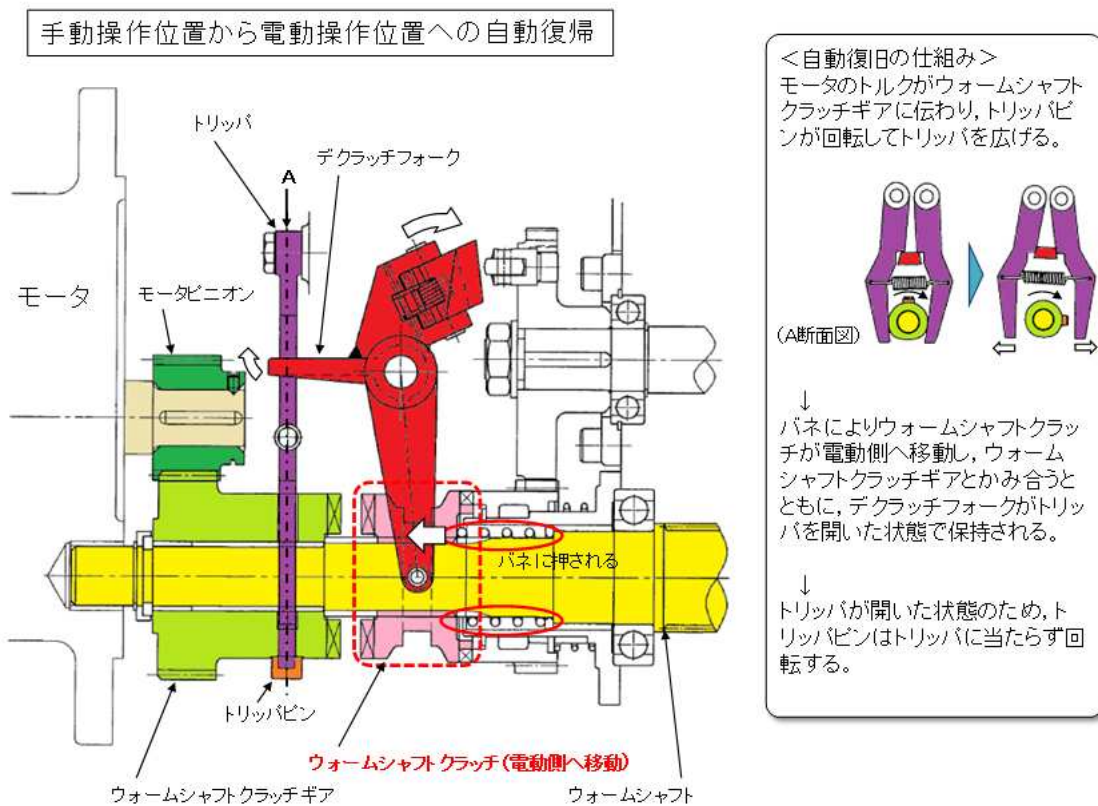 手動操作位置から電動操作位置への自動復帰
トリッパ
A
デクラッチフォーク
モータ
モータピニオン
バネに押される
トリッパピン
ウォームシャフトクラッチ(電動側へ移動)
ウォームシャフトクラッチギア
ウォームシャフト
<自動復旧の仕組み>
モータのトルクがウォームシャフト
クラッチギアに伝わり,トリッパピ
ンが回転してトリッパを広げる。
(A断面図)
↓
バネによりウォームシャフトクラッ
チが電動側へ移動し,ウォーム
シャフトクラッチギアとかみ合うと
ともに,デクラッチフォークがトリッ
パを開いた状態で保持される。
↓
トリッパが開いた状態のため,ト
リッパピンはトリッパに当たらず回
転する。